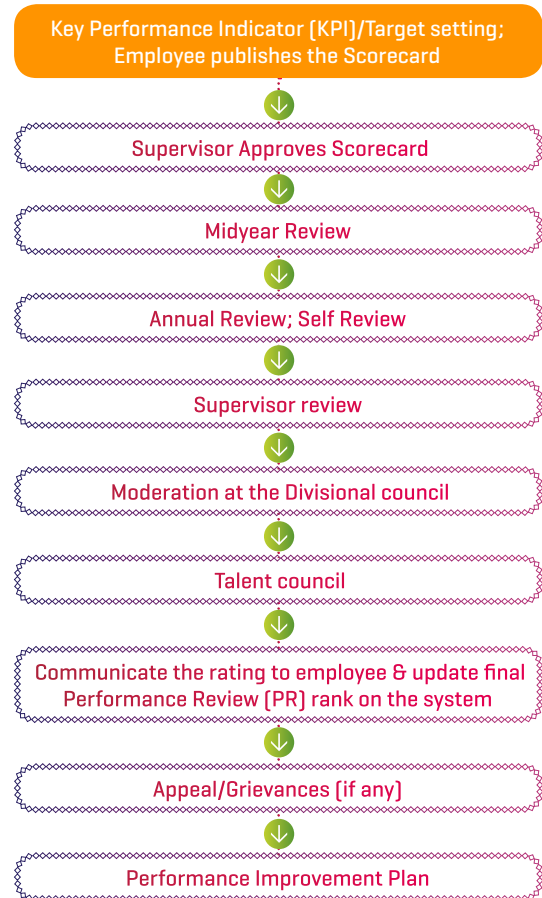 Key Performance Indicator (KPI)/Target setting;
Employee publishes the Scorecard
Supervisor Approves Scorecard
Midyear Review
Annual Review; Self Review
Supervisor review
Moderation at the Divisional council
Talent council
Communicate the rating to employee & update final
Performance Review (PR) rank on the system
Appeal/Grievances (if any)
Performance Improvement Plan